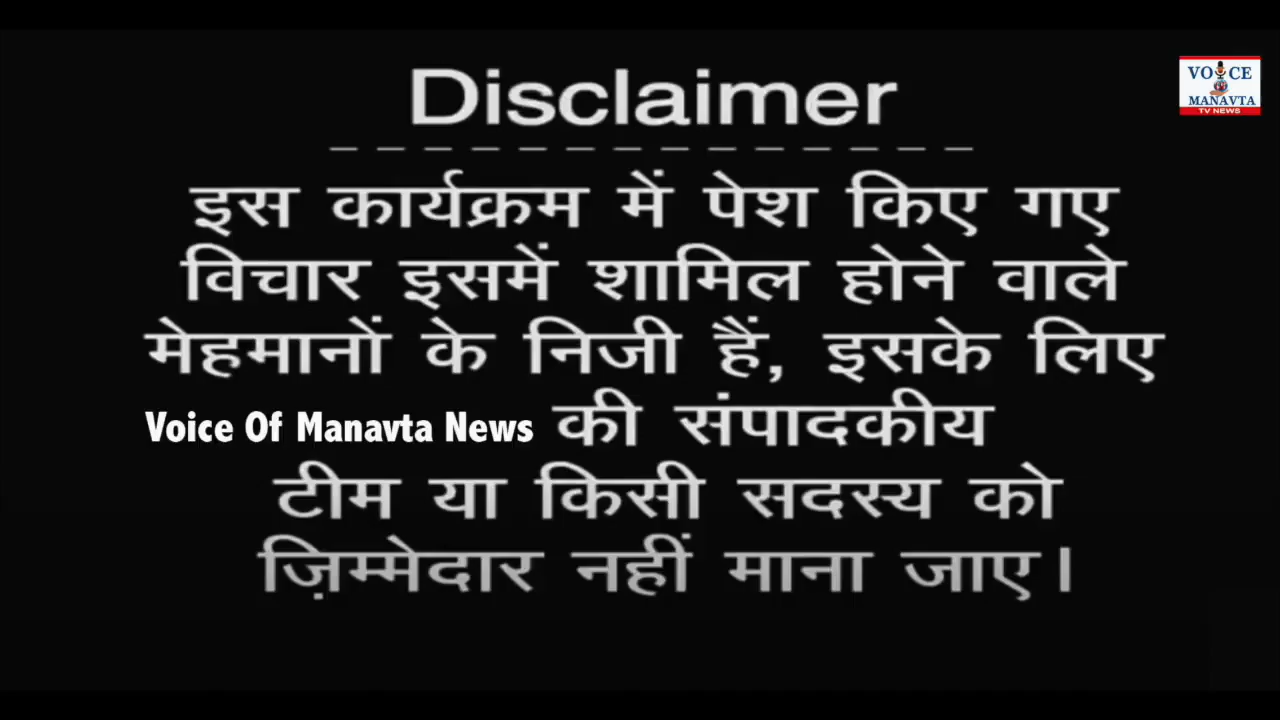 Disclaimer
VOICE
MANAVTA
TV NEWS
इस कार्यक्रम में पेश किए गए
विचार इसमें शामिल होने वाले
मेहमानों के निजी हैं, इसके लिए
Voice Of Manavta News की संपादकीय
टीम या किसी सदस्य को
ज़िम्मेदार नहीं माना जाए।